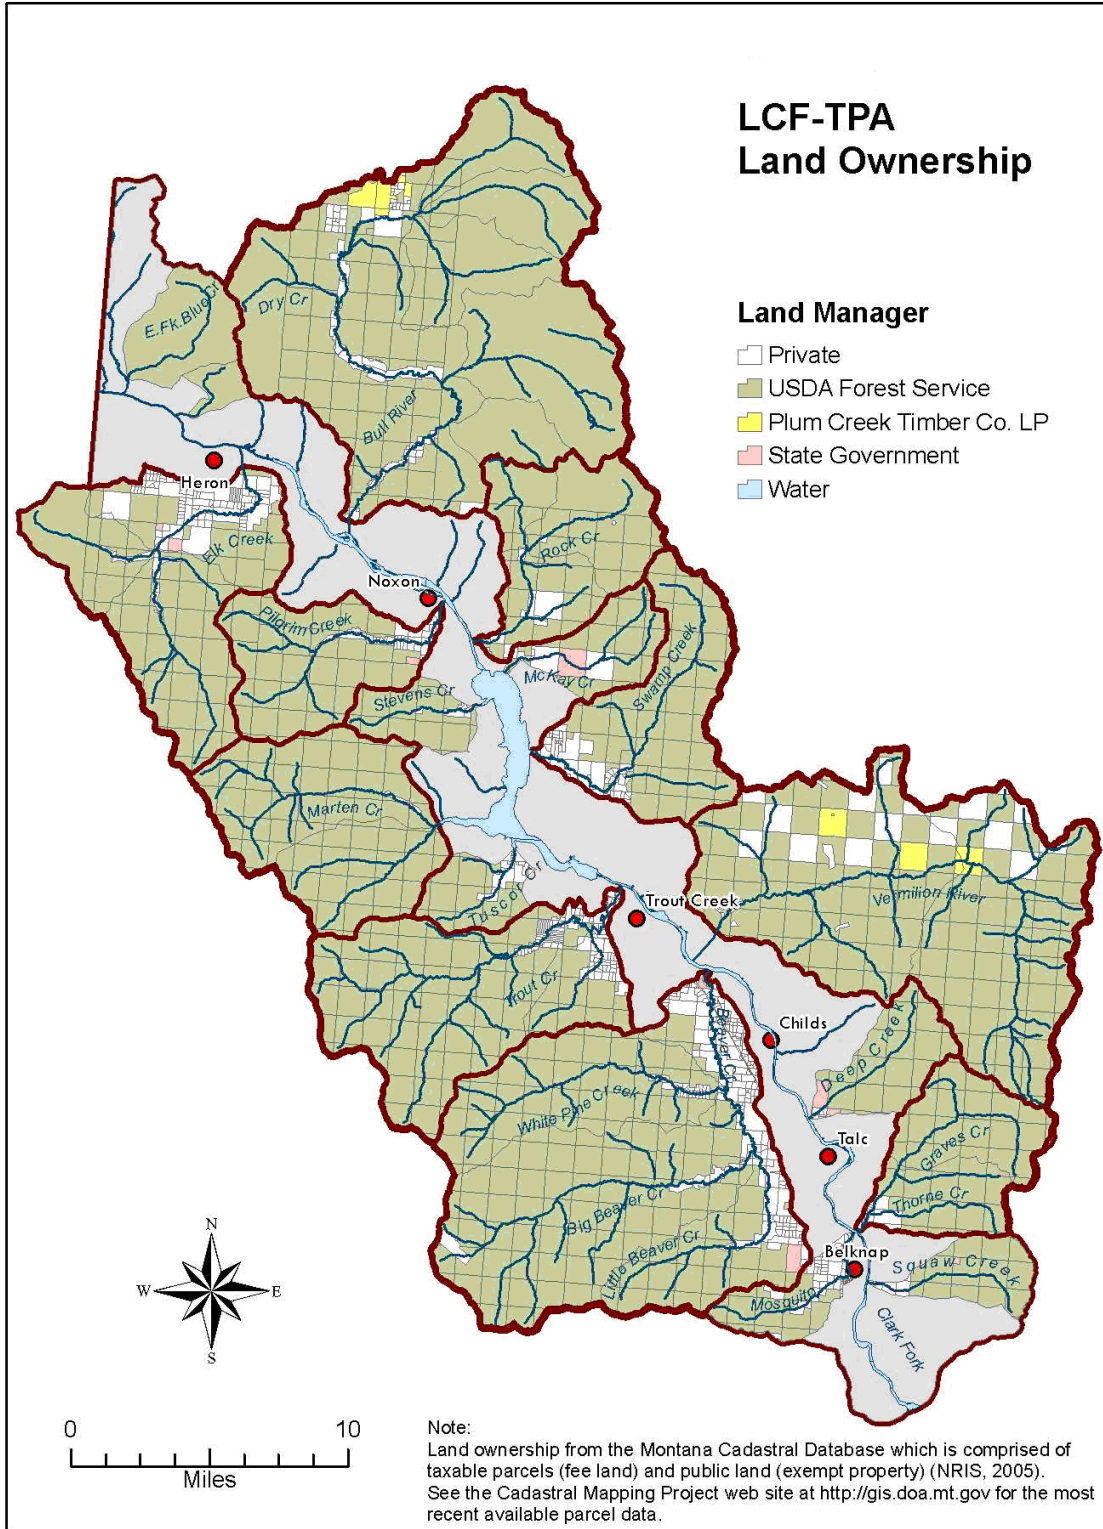 LCF-TPA
Land Ownership
Land Manager
Private
USDA Forest Service
Plum Creek Timber Co. LP
State Government
Water
E.Fk.BlueCr
Dry Cr
Bull River
Heron
Elk Creek
Rock Cr
Noxon
Pilgrim Creek
McKay Cr
Swamp Creek
Stevens Cr
Marten Cr
Tuscor Cr
Trout Creek
Vermilion River
Trout Cr
Beaver Cr
Childs
Deep Creek
White Pine Creek
Talc
Graves Cr
Thorne Cr
Big Beaver Cr
Little Beaver Cr
Belknap
Squaw Creek
Mosquito
Clark Fork
N
W
E
S
0 10
Miles
Note:
Land ownership from the Montana Cadastral Database which is comprised of
taxable parcels (fee land) and public land (exempt property) (NRIS, 2005).
See the Cadastral Mapping Project web site at http://gis.doa.mt.gov for the most
recent available parcel data.